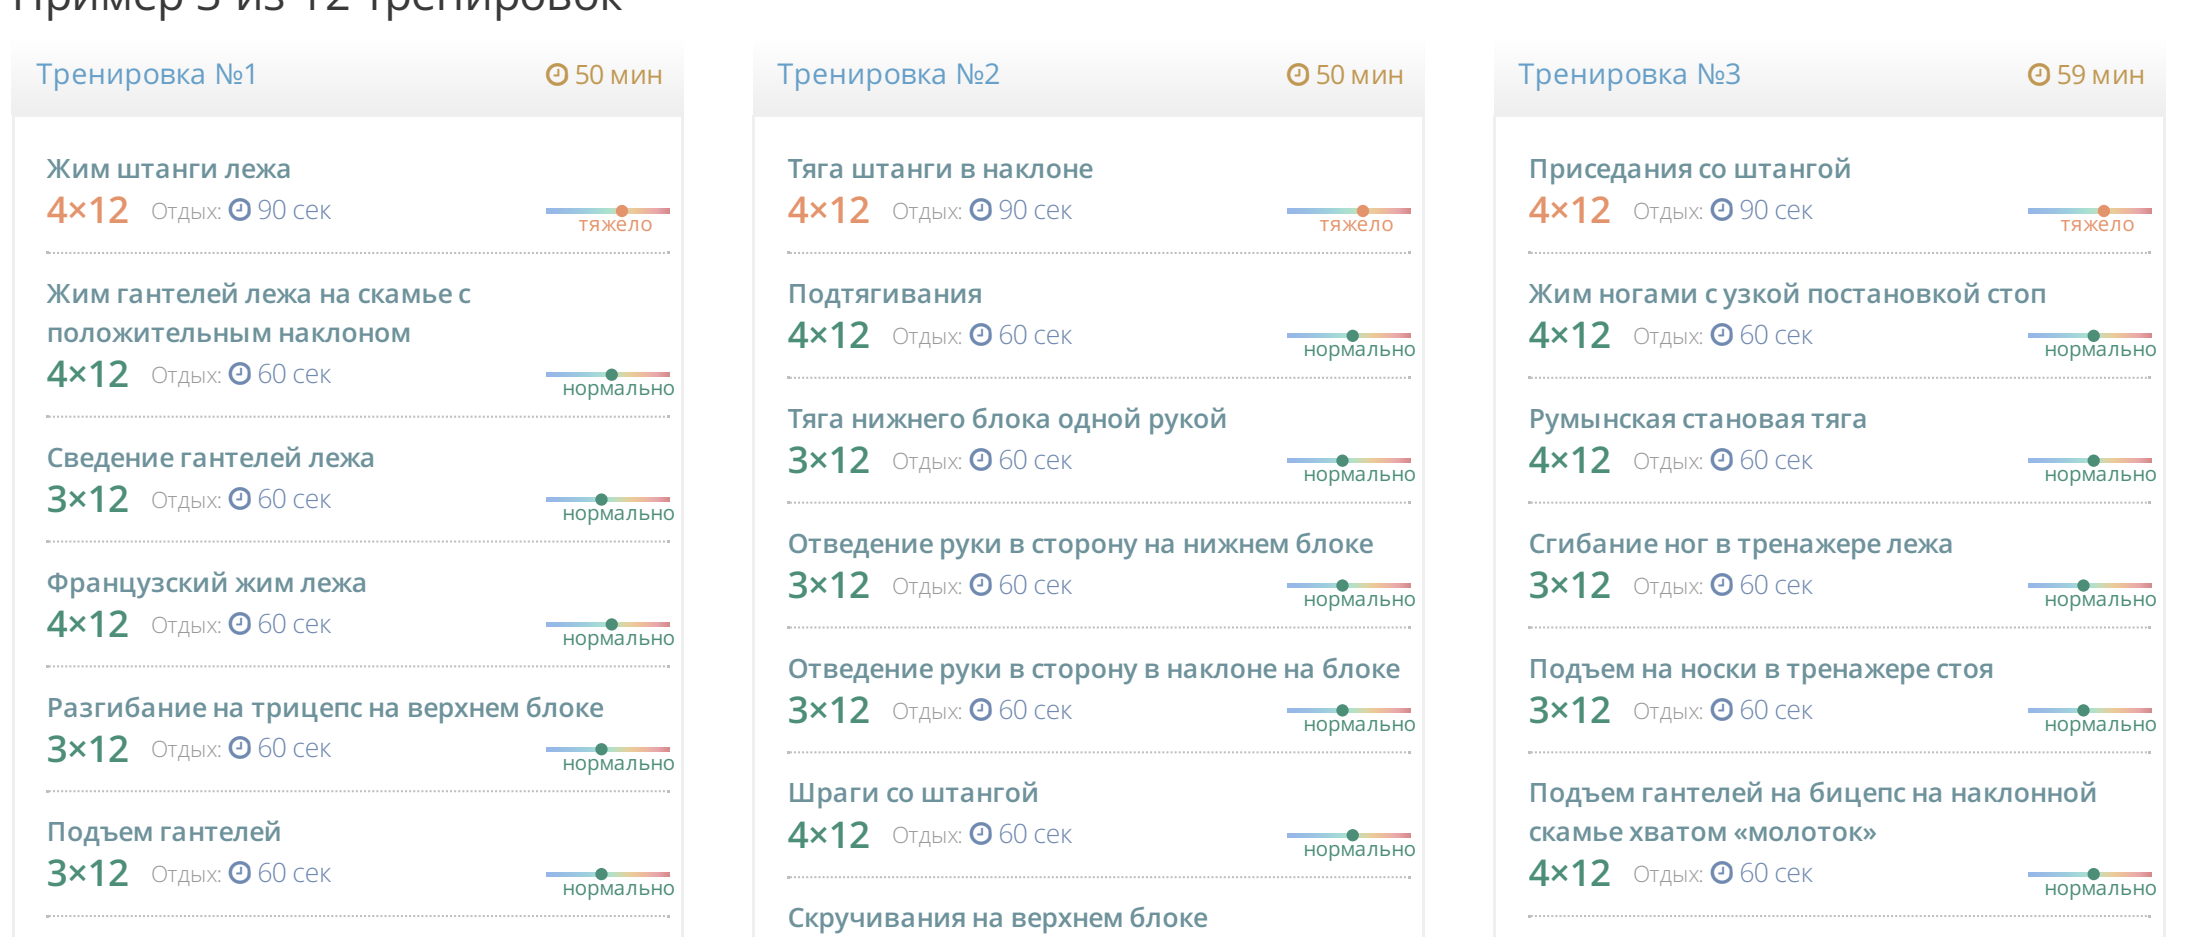 Пример 3 из 12 тренировок
Тренировка №1
50 мин
Жим штанги лежа
4×12 Отдых: 90 сек
тяжело
Жим гантелей лежа на скамье с
положительным наклоном
4×12 Отдых: 60 сек
нормально
Сведение гантелей лежа
3×12 Отдых: 60 сек
нормально
Французский жим лежа
4×12 Отдых: 60 сек
нормально
Разгибание на трицепс на верхнем блоке
3×12 Отдых: 60 сек
нормально
Подъем гантелей
3×12 Отдых: 60 сек
нормально
Тренировка №2
50 мин
Тяга штанги в наклоне
4×12 Отдых: 90 сек
тяжело
Подтягивания
4×12 Отдых: 60 сек
нормально
Тяга нижнего блока одной рукой
3×12 Отдых: 60 сек
нормально
Отведение руки в сторону на нижнем блоке
3×12 Отдых: 60 сек
нормально
Отведение руки в сторону в наклоне на блоке
3×12 Отдых: 60 сек
нормально
Шраги со штангой
4×12 Отдых: 60 сек
нормально
Скручивания на верхнем блоке
Тренировка №3
59 мин
Приседания со штангой
4×12 Отдых: 90 сек
тяжело
Жим ногами с узкой постановкой стоп
4×12 Отдых: 60 сек
нормально
Румынская становая тяга
4×12 Отдых: 60 сек
нормально
Сгибание ног в тренажере лежа
3×12 Отдых: 60 сек
нормально
Подъем на носки в тренажере стоя
3×12 Отдых: 60 сек
нормально
Подъем гантелей на бицепс на наклонной
скамье хватом «молоток»
4×12 Отдых: 60 сек
нормально